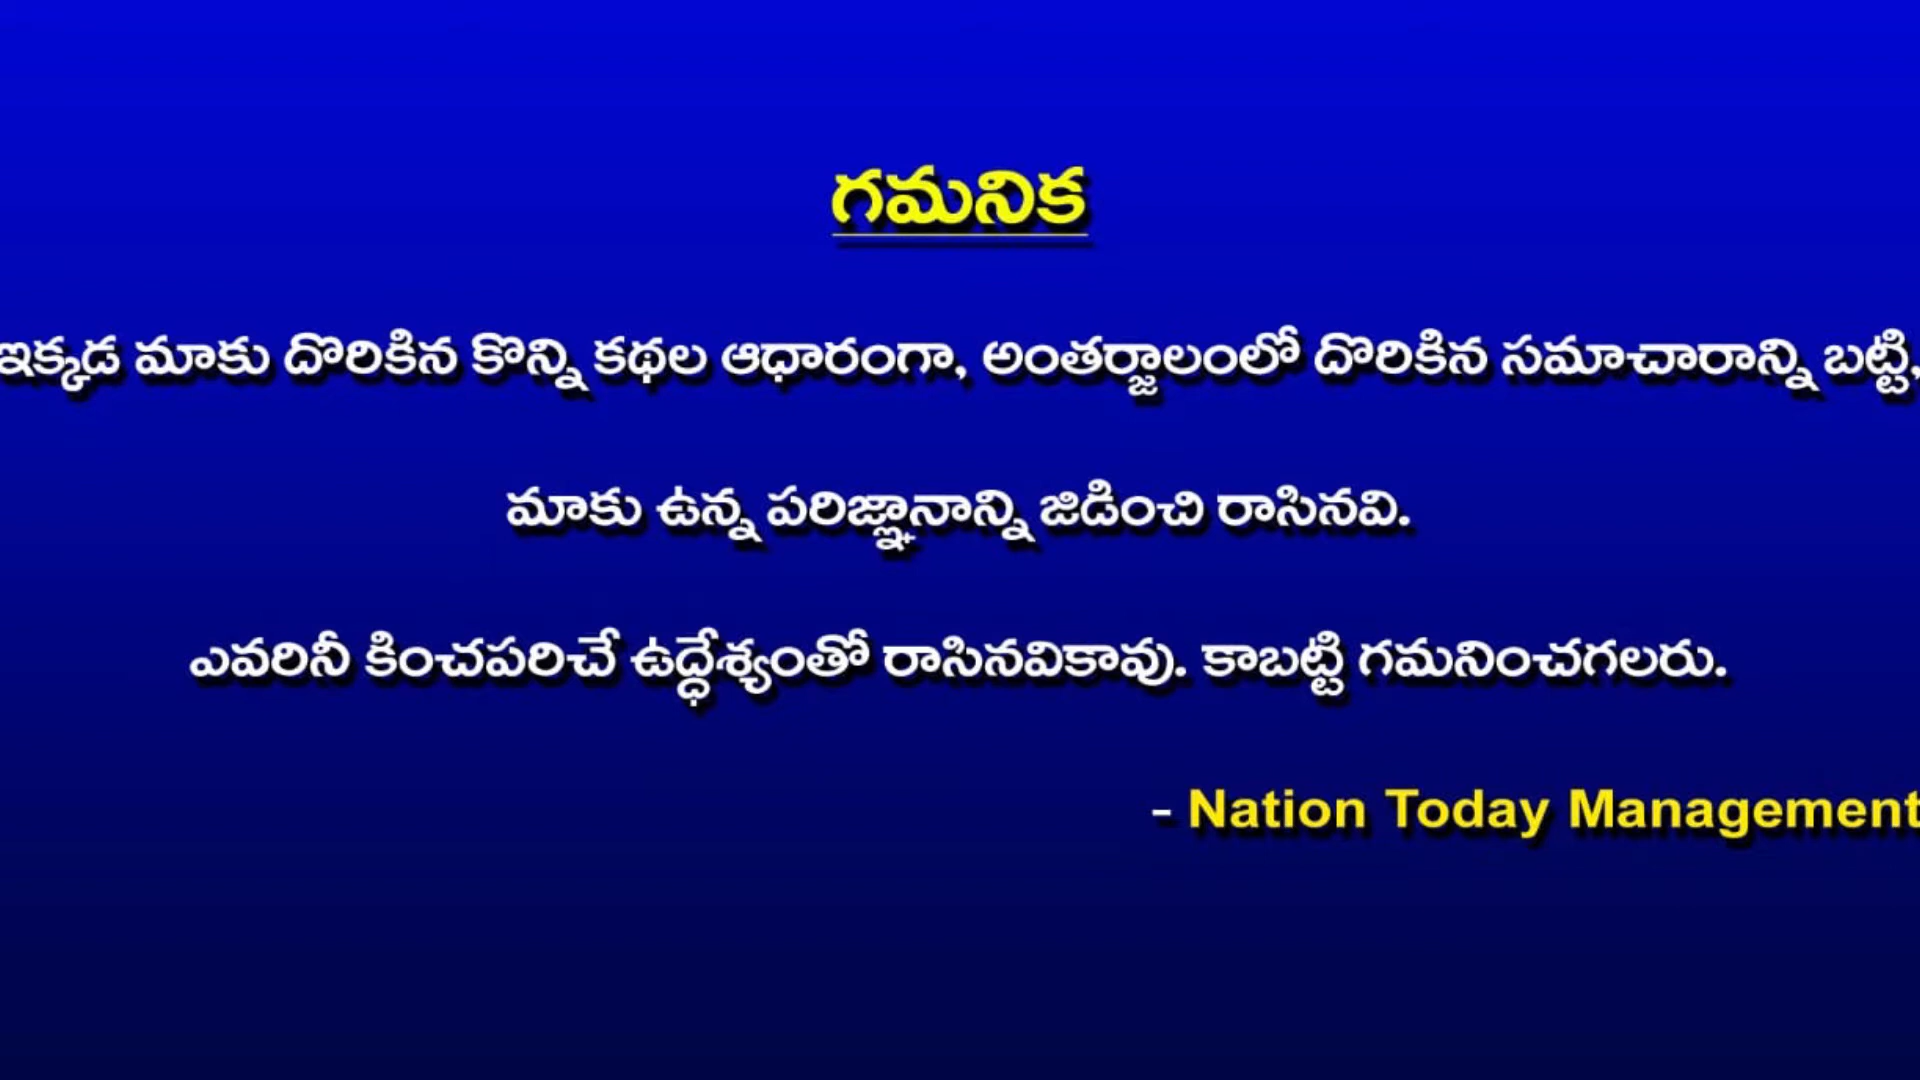 గమనిక
ఇక్కడ మాకు దొరికిన కొన్ని కథల ఆధారంగా, అంతర్జాలంలో దొరికిన సమాచారాన్ని బట్టి,
మాకు ఉన్న పరిజ్ఞానాన్ని జిడించి రాసినవి.
ఎవరినీ కించపరిచే ఉద్ధేశ్యంతో రాసినవికావు. కాబట్టి గమనించగలరు.
- Nation Today Management